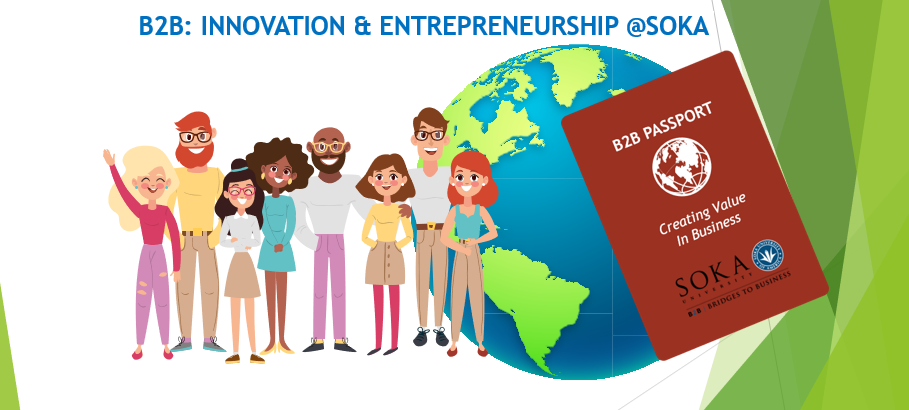 B2B: INNOVATION & ENTREPRENEURSHIP @SOKA
B2B PASSPORT
Creating Value
In Business
SOKA
UNIVERSITY
B2B BRIDGES TO BUSINESS